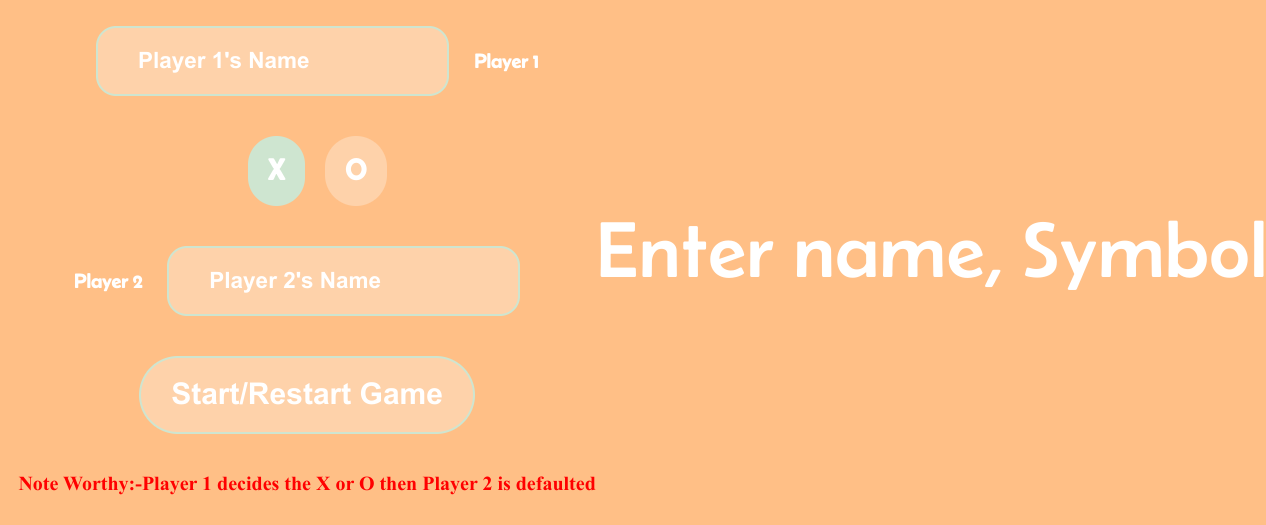 Player 1's Name
Player 1
X
O
Enter name, Symbol
Player 2
Player 2's Name
Start/Restart Game
Note Worthy:-Player 1 decides the X or O then Player 2 is defaulted